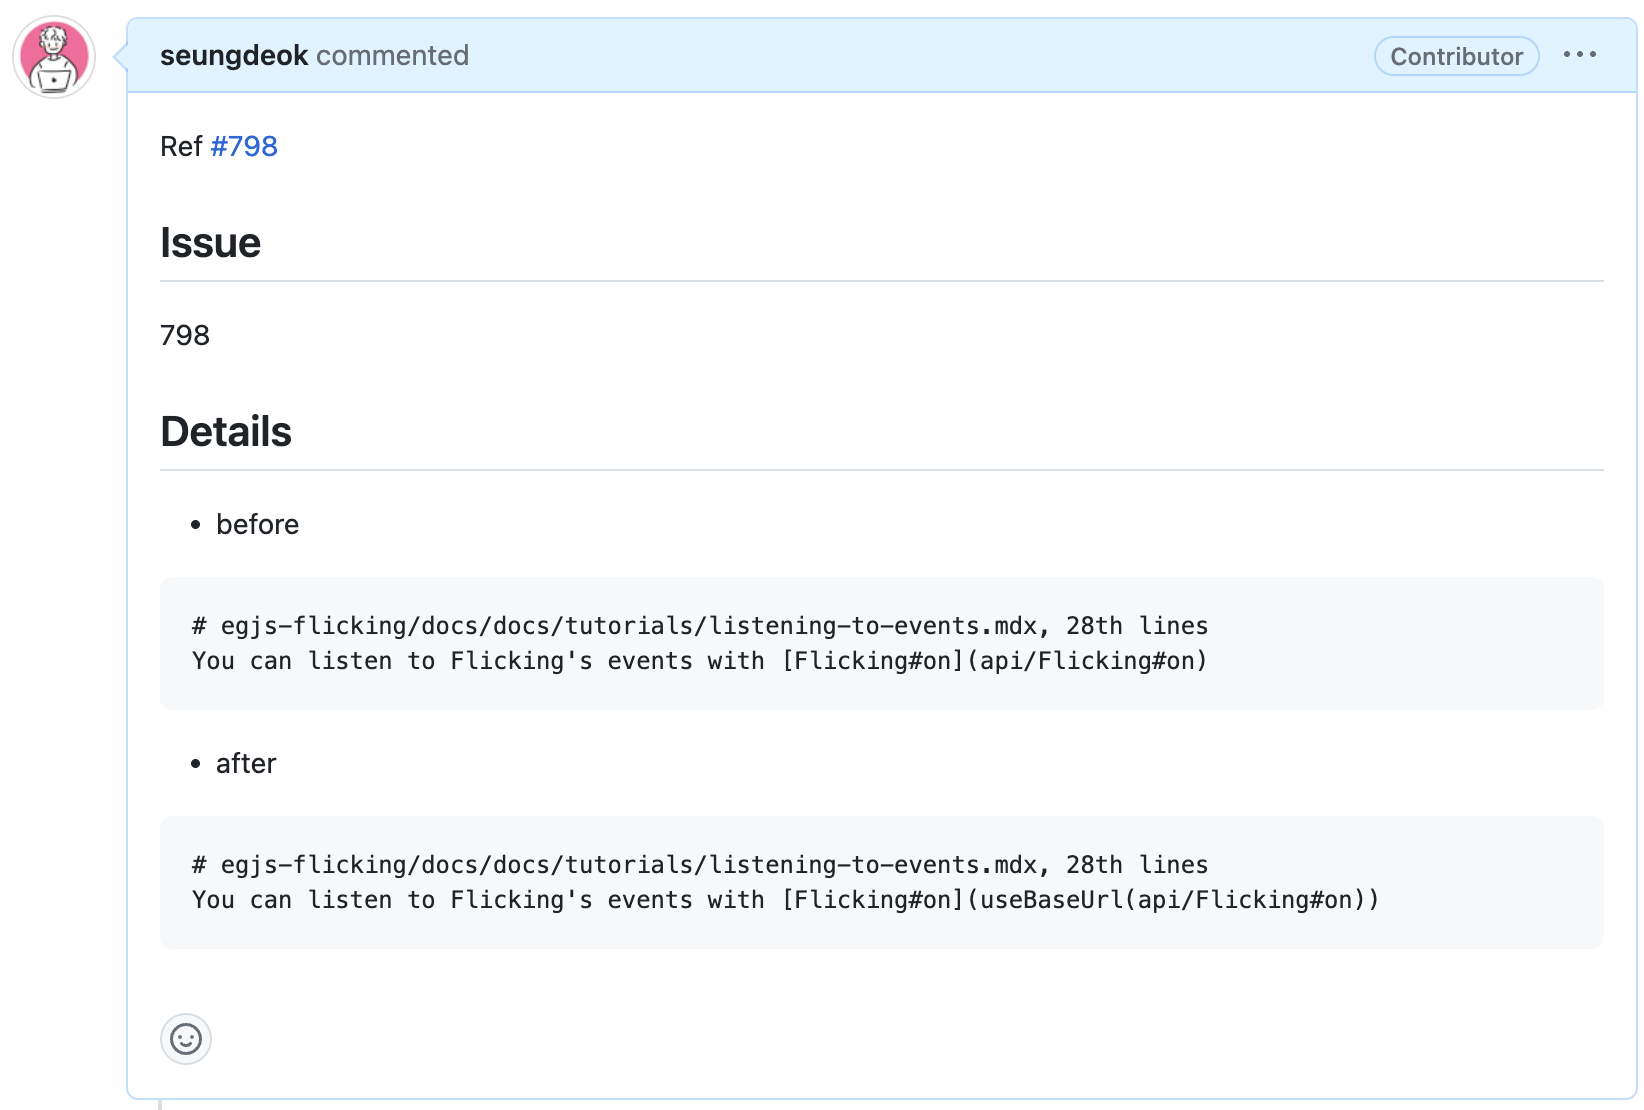 seungdeok commented
Contributor
Ref #798
Issue
798
Details
• before
# egjs-flicking/docs/docs/tutorials/listening-to-events.mdx, 28th lines
You can listen to Flicking's events with [Flicking#on](api/Flicking#on)
• after
# egjs-flicking/docs/docs/tutorials/listening-to-events.mdx, 28th lines
You can listen to Flicking's events with [Flicking#on](useBaseUrl(api/Flicking#on))